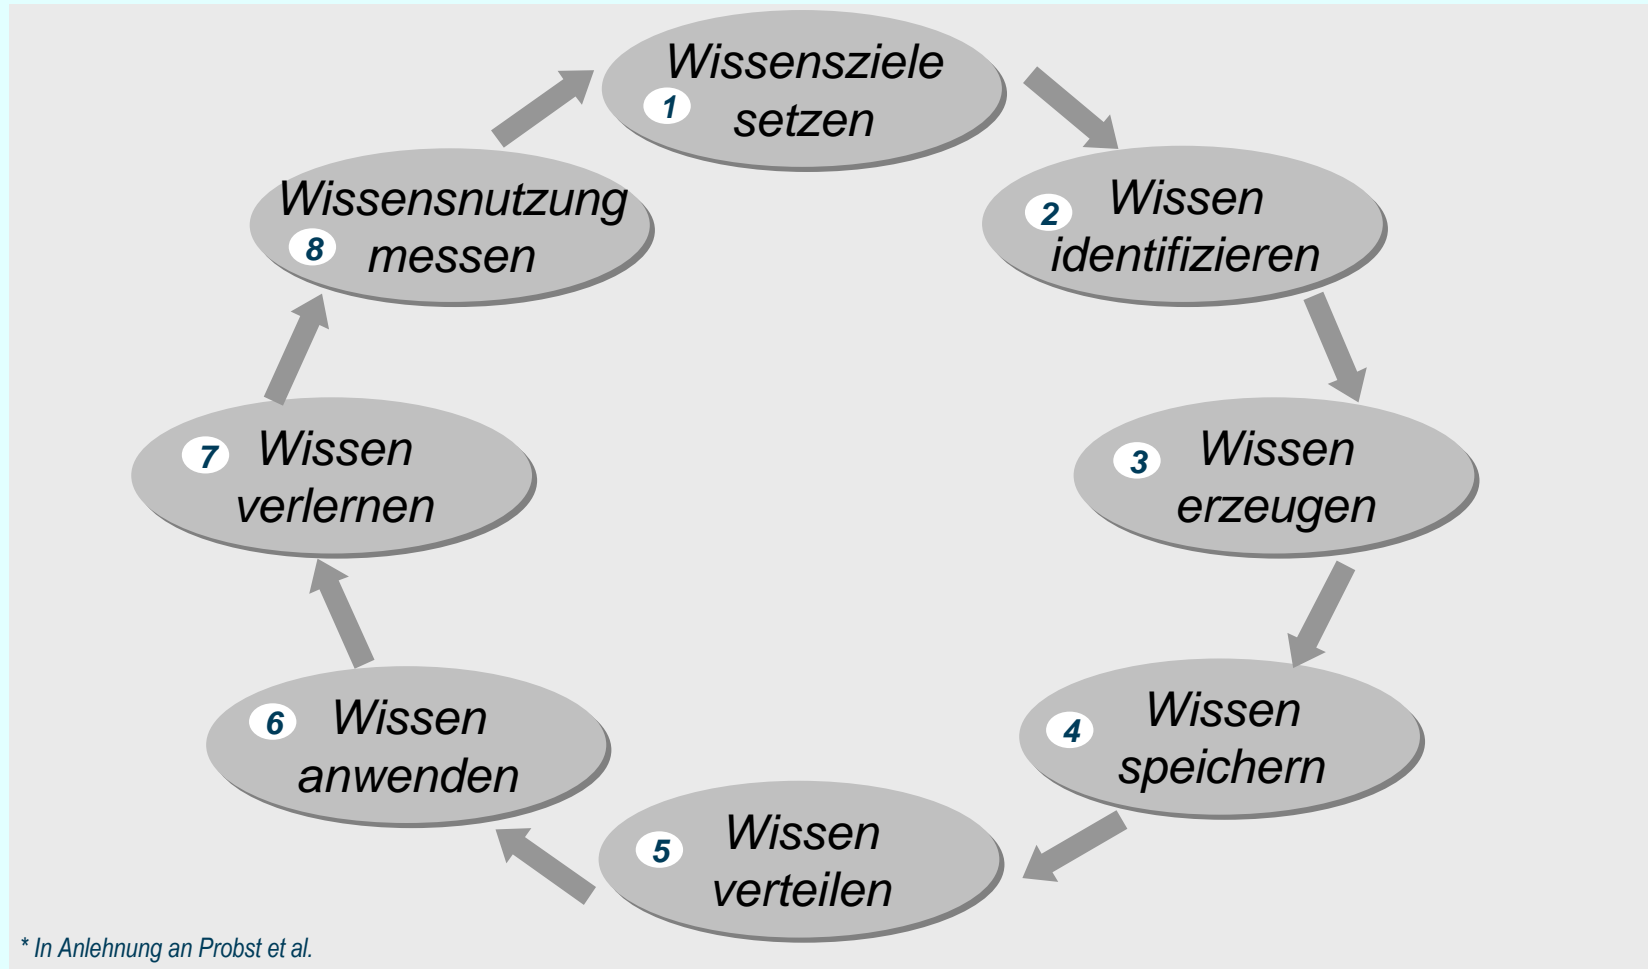 Wissensziele
1 setzen
2 Wissen
identifizieren
3 Wissen
erzeugen
4 Wissen
speichern
5 Wissen
verteilen
6 Wissen
anwenden
7 Wissen
verlernen
Wissensnutzung
8 messen
* In Anlehnung an Probst et al.